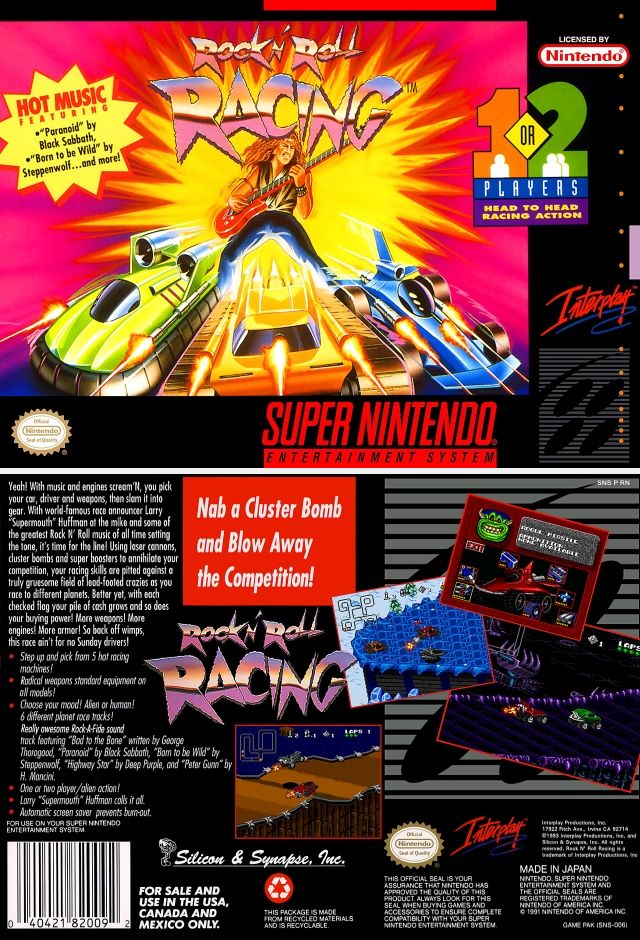 ROCK N' ROLL
RACING™
HOT MUSIC
FEATURING
•"Paranoid" by
Black Sabbath,
•"Born to be Wild" by
Steppenwolf...and more!
LICENSED BY
Nintendo®
1 OR 2
PLAYERS
HEAD TO HEAD
RACING ACTION
Interplay™
Official
Nintendo
Seal of Quality
SUPER NINTENDO®
ENTERTAINMENT SYSTEM
SNS P RN
Yeah! With music and engines scream'N, you pick
your car, driver and weapons, then slam it into
gear. With world-famous race announcer Larry
"Supermouth" Huffman at the mike and some of
the greatest Rock N' Roll music of all time setting
the tone, it's time for the line! Using laser cannons,
cluster bombs and super boosters to annihilate your
competition, your racing skills are pitted against a
truly gruesome field of lead-footed crazies as you
race to different planets. Better yet, with each
checked flag your pile of cash grows and so does
your buying power! More weapons! More
engines! More armor! So back off wimps,
this race ain't for no Sunday drivers!
• Step up and pick from 5 hot racing
machines!
• Radical weapons standard equipment on
all models!
• Choose your mood! Alien or human!
6 different planet race tracks!
Really awesome Rock-A-Fide sound
track featuring "Bad to the Bone" written by George
Thorogood, "Paranoid" by Black Sabbath, "Born to be Wild" by
Steppenwolf, "Highway Star" by Deep Purple, and "Peter Gunn" by
H. Mancini.
• One or two player/alien action!
• Larry "Supermouth" Huffman calls it all.
• Automatic screen saver prevents burn-out.
FOR USE ON YOUR SUPER NINTENDO
ENTERTAINMENT SYSTEM.
Nab a Cluster Bomb
and Blow Away
the Competition!
ROCK N' ROLL
RACING
ROGUE MISSILE
AMMUNITION
NOW AVAILABLE
EXIT
LAPS
LAPS 1
Silicon & Synapse, Inc.
0 40421 82009 2
FOR SALE AND
USE IN THE USA,
CANADA AND
MEXICO ONLY.
THIS PACKAGE IS MADE
FROM RECYCLED MATERIALS
AND IS RECYCLABLE.
Official
Nintendo
Seal of Quality
THIS OFFICIAL SEAL IS YOUR
ASSURANCE THAT NINTENDO HAS
APPROVED THE QUALITY OF THIS
PRODUCT. ALWAYS LOOK FOR THIS
SEAL WHEN BUYING GAMES AND
ACCESSORIES TO ENSURE COMPLETE
COMPATIBILITY WITH YOUR SUPER
NINTENDO ENTERTAINMENT SYSTEM.
Interplay™
Interplay Productions, Inc.
17922 Fitch Ave., Irvine CA 92714
©1993 Interplay Productions, Inc. and
Silicon & Synapse, Inc. All rights
reserved. Rock N' Roll Racing is a
trademark of Interplay Productions, Inc.
MADE IN JAPAN
NINTENDO, SUPER NINTENDO
ENTERTAINMENT SYSTEM AND
THE OFFICIAL SEALS ARE
REGISTERED TRADEMARKS OF
NINTENDO OF AMERICA INC.
© 1991 NINTENDO OF AMERICA INC.
GAME PAK (SNS-006)